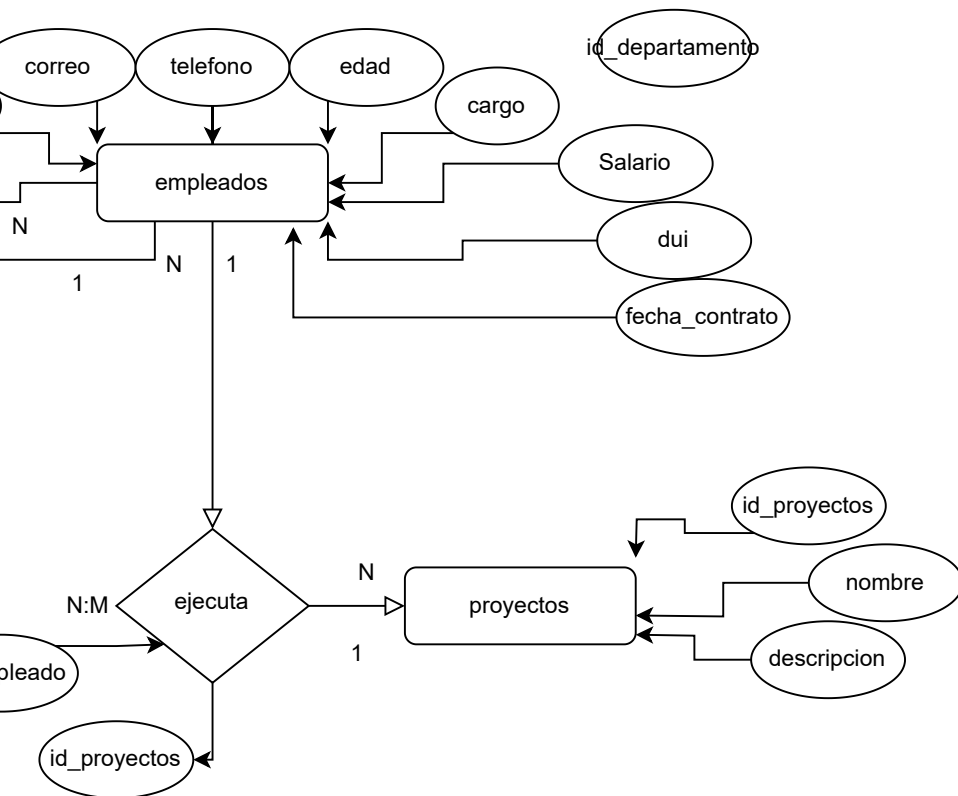 id_departamento
correo
telefono
edad
cargo
Salario
empleados
N
dui
N
1
1
fecha_contrato
id_proyectos
N
nombre
N:M
ejecuta
proyectos
1
descripcion
id_proyectos